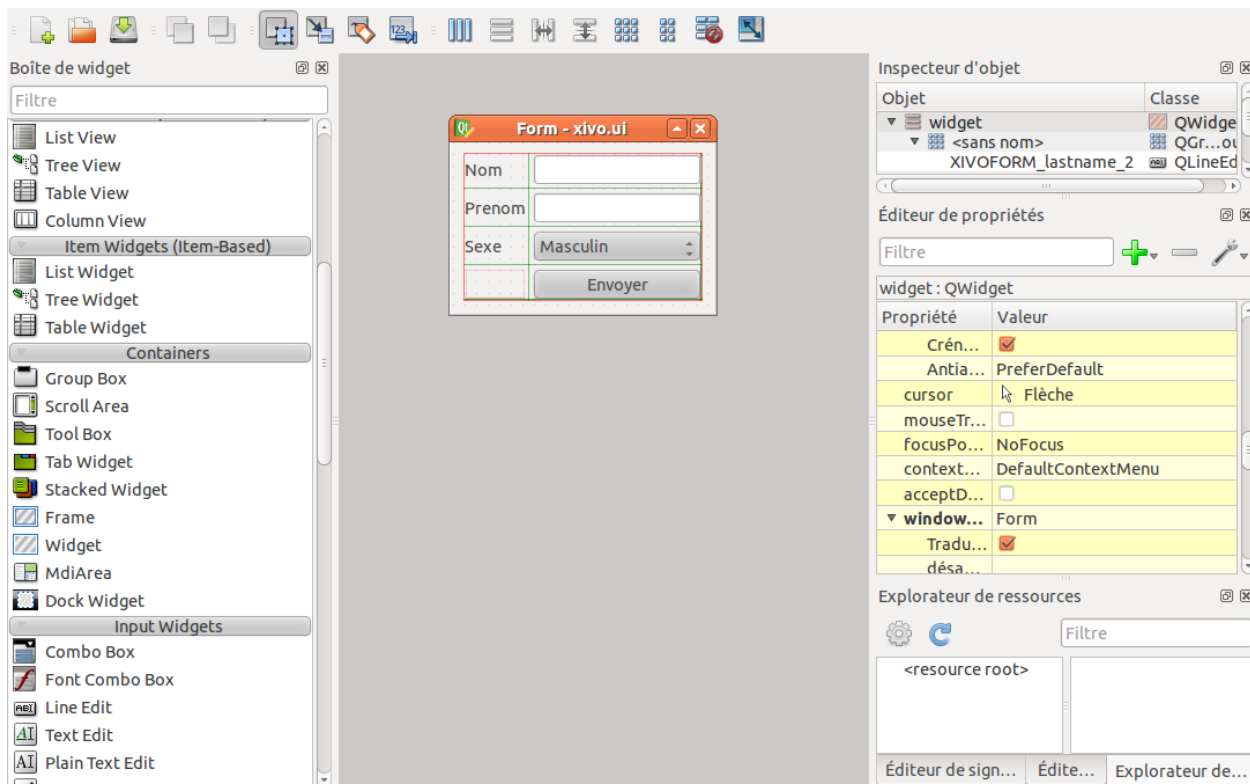 Boîte de widget
Filtre
List View
Tree View
Table View
Column View
Item Widgets (Item-Based)
List Widget
Tree Widget
Table Widget
Containers
Group Box
Scroll Area
Tool Box
Tab Widget
Stacked Widget
Frame
Widget
MdiArea
Dock Widget
Input Widgets
Combo Box
Font Combo Box
Line Edit
Text Edit
Plain Text Edit
Form - xivo.ui
Nom
Prenom
Sexe Masculin
Envoyer
Inspecteur d'objet
Objet Classe
widget QWidge
<sans nom> QGr...ou
XIVOFORM_lastname_2 QLineEd
Éditeur de propriétés
Filtre
widget : QWidget
Propriété Valeur
Crén...
Antia... PreferDefault
cursor Flèche
mouseTr...
focusPo... NoFocus
context... DefaultContextMenu
acceptD...
window... Form
Tradu...
désa...
Explorateur de ressources
Filtre
<resource root>
Éditeur de sign... Édite... Explorateur de...